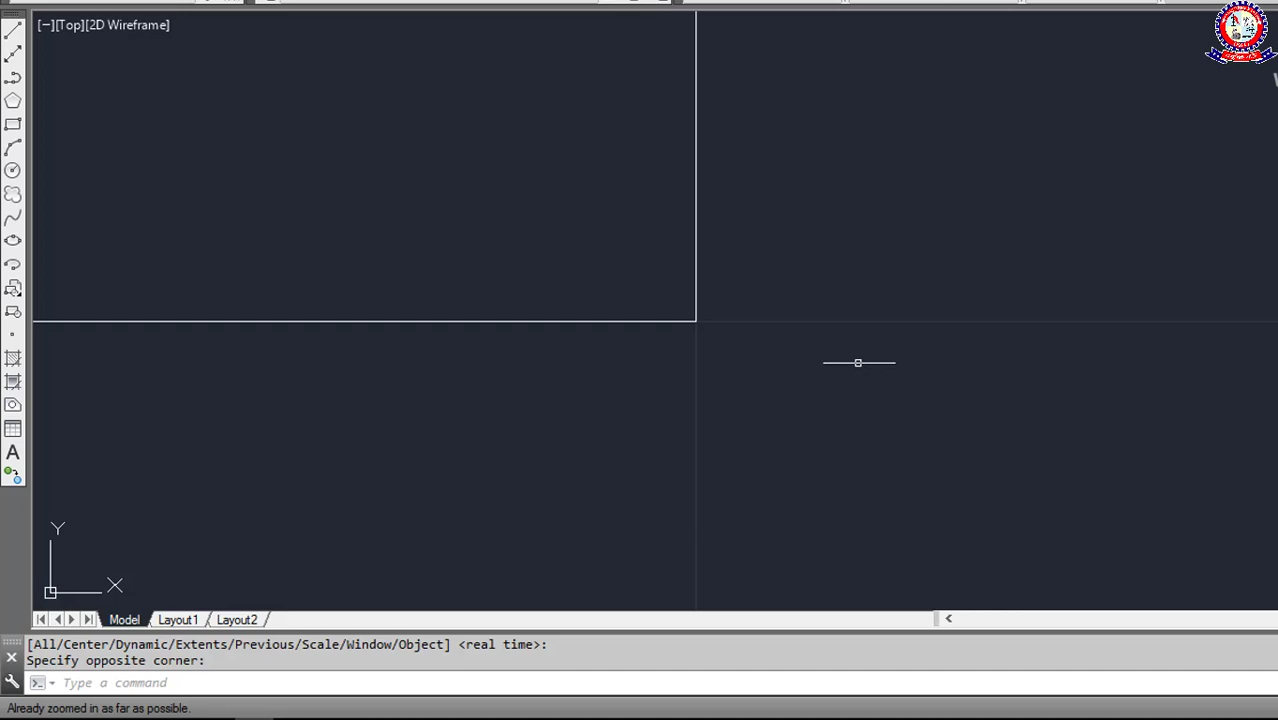 [−][Top][2D Wireframe]
A
Y
X
Model Layout1 Layout2
[All/Center/Dynamic/Extents/Previous/Scale/Window/Object] <real time>:
Specify opposite corner:
Type a command
Already zoomed in as far as possible.